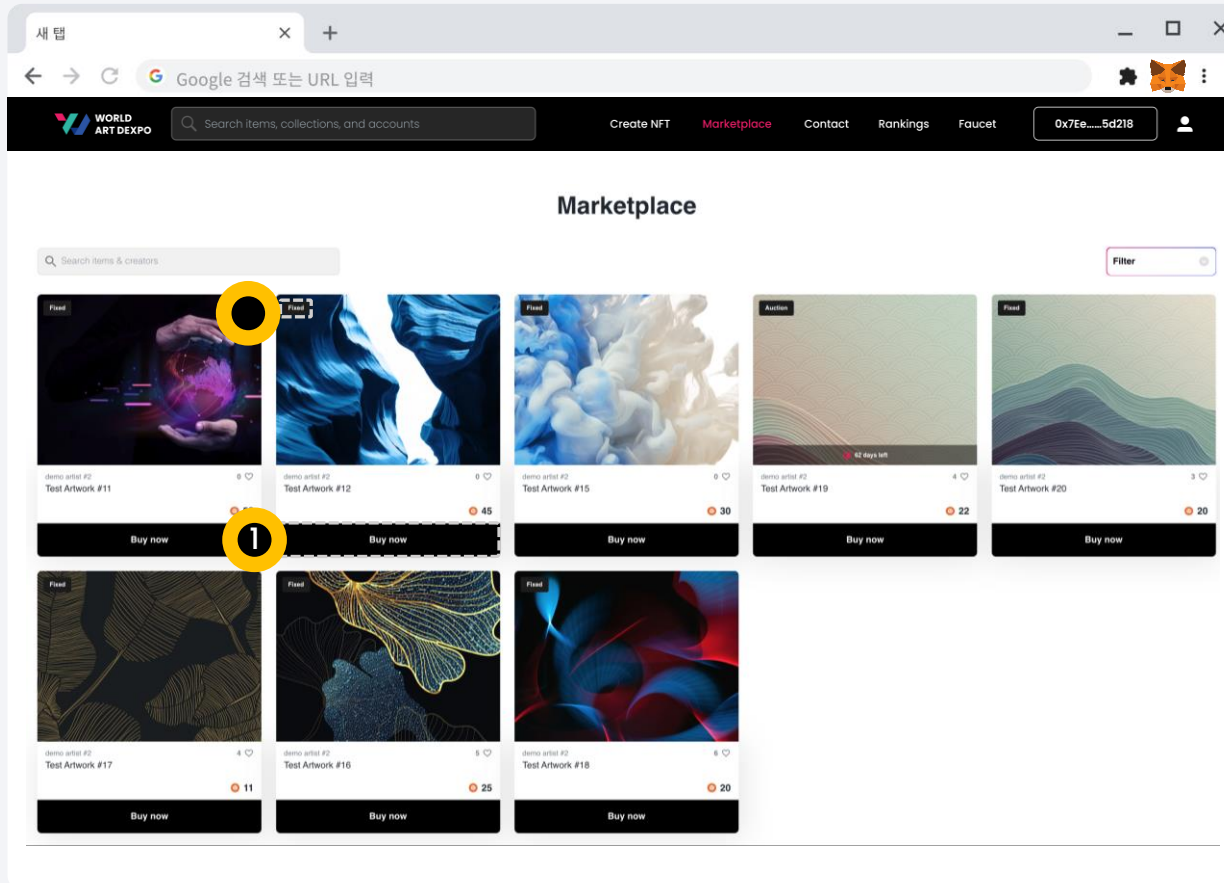 새 탭
Google 검색 또는 URL 입력
WORLD
ART DEXPO
Search items, collections, and accounts
Create NFT
Marketplace
Contact
Rankings
Faucet
0x7Ee......5d218
Marketplace
Search items & creators
Filter
Fixed
Fixed
Fixed
Auction
Fixed
62 days left
demo artist #2
0
demo artist #2
0
demo artist #2
0
demo artist #2
4
demo artist #2
3
Test Artwork #11
Test Artwork #12
Test Artwork #15
Test Artwork #19
Test Artwork #20
45
30
22
20
Buy now
1
Buy now
Buy now
Buy now
Buy now
Fixed
Fixed
Fixed
demo artist #2
4
demo artist #2
5
demo artist #2
6
Test Artwork #17
Test Artwork #16
Test Artwork #18
11
25
20
Buy now
Buy now
Buy now